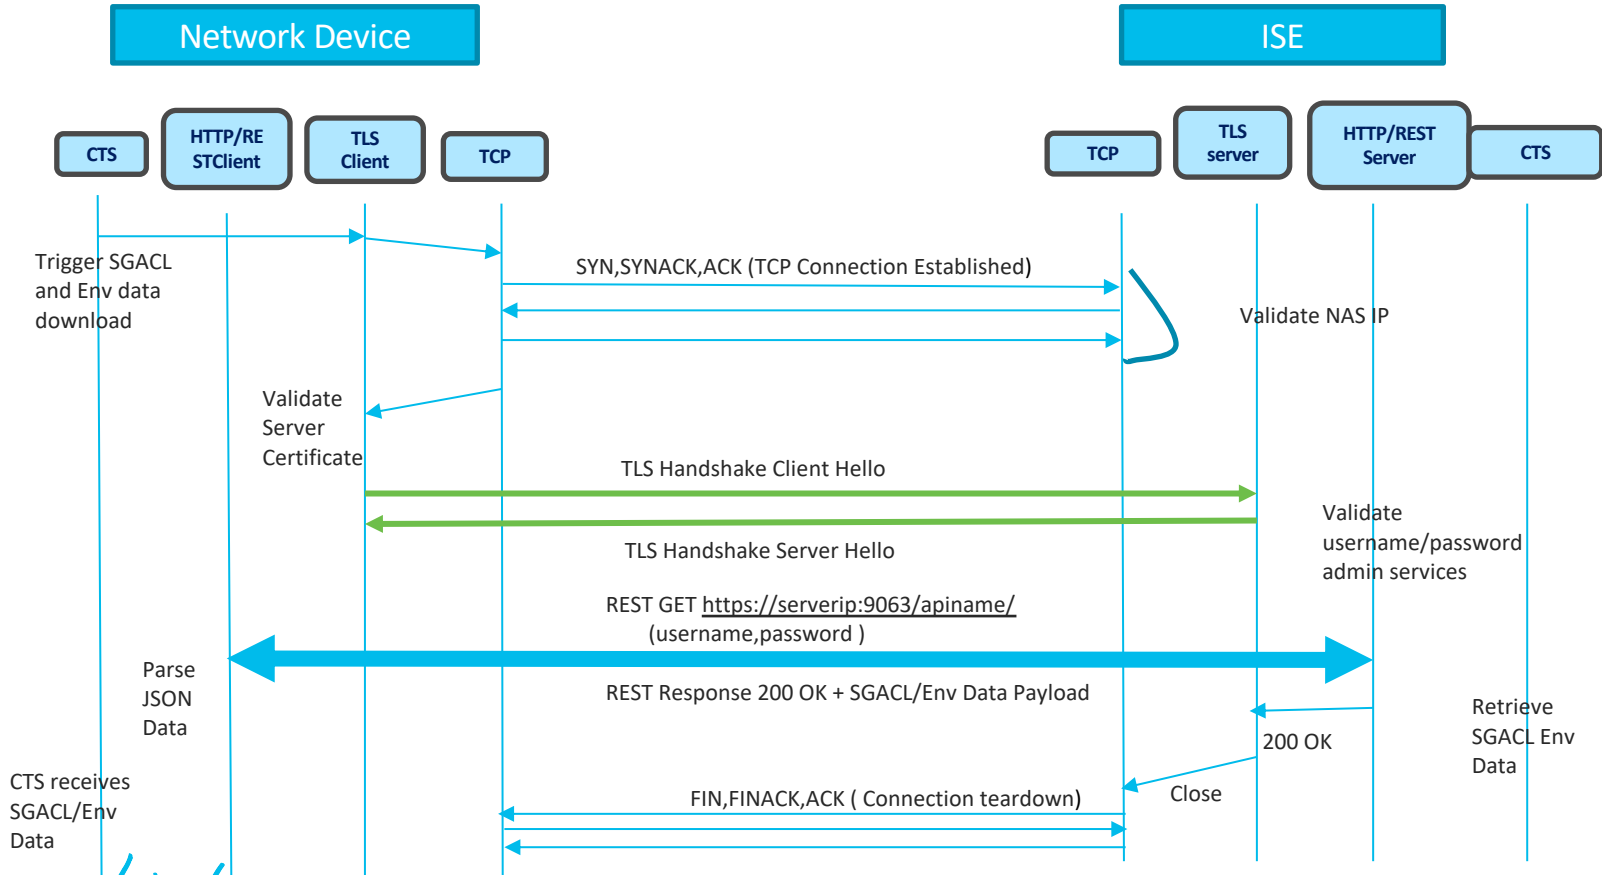 Network Device
ISE
CTS
HTTP/RE
STClient
TLS
Client
TCP
TCP
TLS
server
HTTP/REST
Server
CTS
Trigger SGACL
and Env data
download
SYN,SYNACK,ACK (TCP Connection Established)
Validate NAS IP
Validate
Server
Certificate
TLS Handshake Client Hello
TLS Handshake Server Hello
Validate
username/password
admin services
REST GET https://serverip:9063/apiname/
(username,password )
Parse
JSON
Data
REST Response 200 OK + SGACL/Env Data Payload
200 OK
Retrieve
SGACL Env
Data
CTS receives
SGACL/Env
Data
Close
FIN,FINACK,ACK ( Connection teardown)